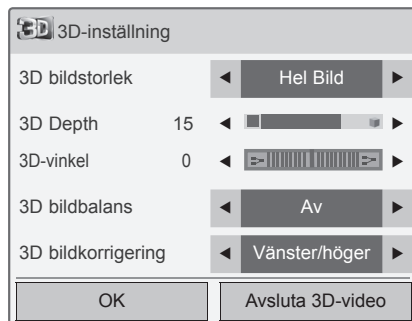 3D 3D-inställning
3D bildstorlek Hel Bild
3D Depth 15
3D-vinkel 0
3D bildbalans Av
3D bildkorrigering Vänster/höger
OK Avsluta 3D-video